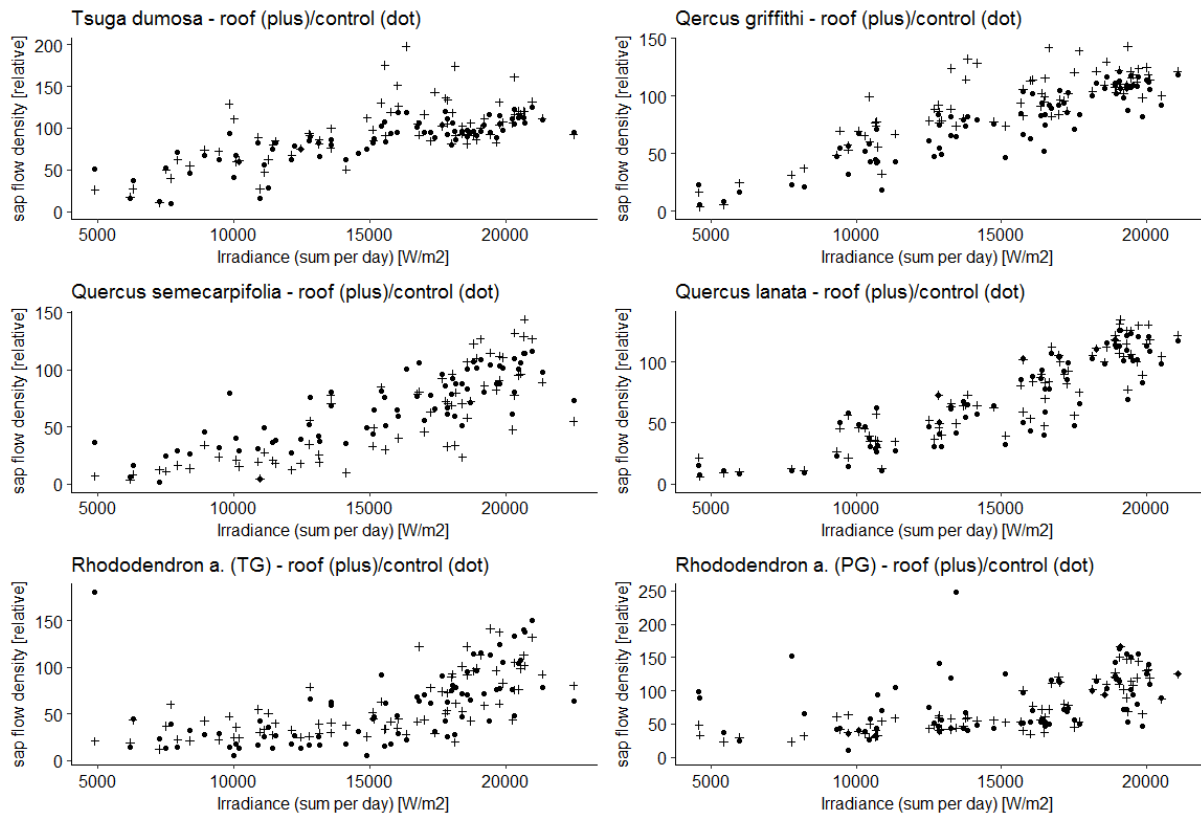 Tsuga dumosa - roof (plus)/control (dot)
sap flow density [relative]
200
150
100
50
0
5000 10000 15000 20000
Irradiance (sum per day) [W/m2]
Qercus griffithi - roof (plus)/control (dot)
sap flow density [relative]
150
100
50
0
5000 10000 15000 20000
Irradiance (sum per day) [W/m2]
Quercus semecarpifolia - roof (plus)/control (dot)
sap flow density [relative]
150
100
50
0
5000 10000 15000 20000
Irradiance (sum per day) [W/m2]
Quercus lanata - roof (plus)/control (dot)
sap flow density [relative]
100
50
0
5000 10000 15000 20000
Irradiance (sum per day) [W/m2]
Rhododendron a. (TG) - roof (plus)/control (dot)
sap flow density [relative]
150
100
50
0
5000 10000 15000 20000
Irradiance (sum per day) [W/m2]
Rhododendron a. (PG) - roof (plus)/control (dot)
sap flow density [relative]
250
200
150
100
50
0
5000 10000 15000 20000
Irradiance (sum per day) [W/m2]